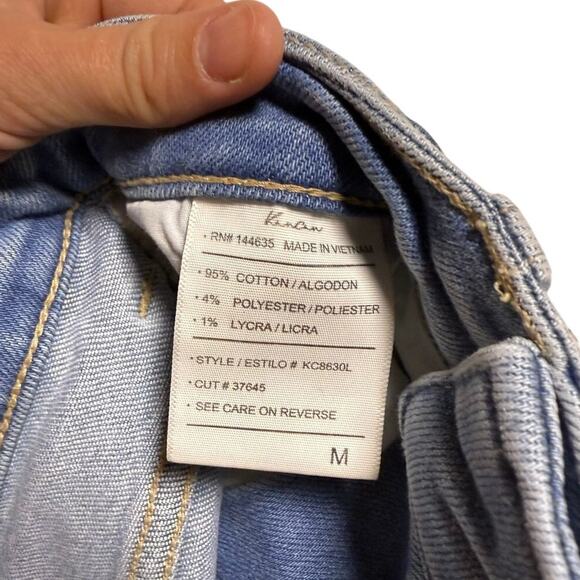 Kancan
• RN# 144635 MADE IN VIETNAM
• 95% COTTON / ALGODON
• 4% POLYESTER / POLIESTER
• 1% LYCRA / LICRA
• STYLE / ESTILO # KC8630L
• CUT # 37645
• SEE CARE ON REVERSE
M